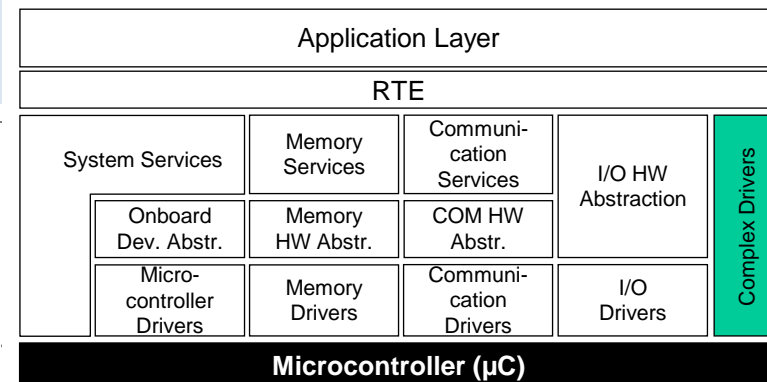 Application Layer
RTE
System Services
Memory
Services
Communi-
cation
Services
I/O HW
Abstraction
Complex Drivers
Onboard
Dev. Abstr.
Memory
HW Abstr.
COM HW
Abstr.
Micro-
controller
Drivers
Memory
Drivers
Communi-
cation
Drivers
I/O
Drivers
Microcontroller (µC)